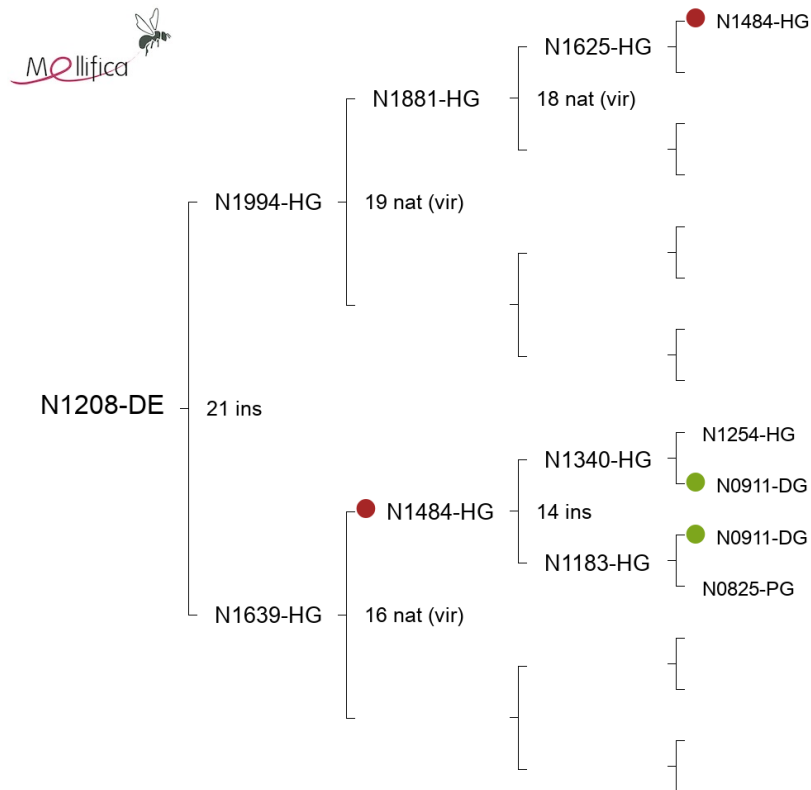 Mellifica
N1484-HG
N1625-HG
N1881-HG
18 nat (vir)
N1994-HG
19 nat (vir)
N1208-DE
21 ins
N1254-HG
N1340-HG
N0911-DG
N1484-HG
14 ins
N0911-DG
N1183-HG
N0825-PG
N1639-HG
16 nat (vir)